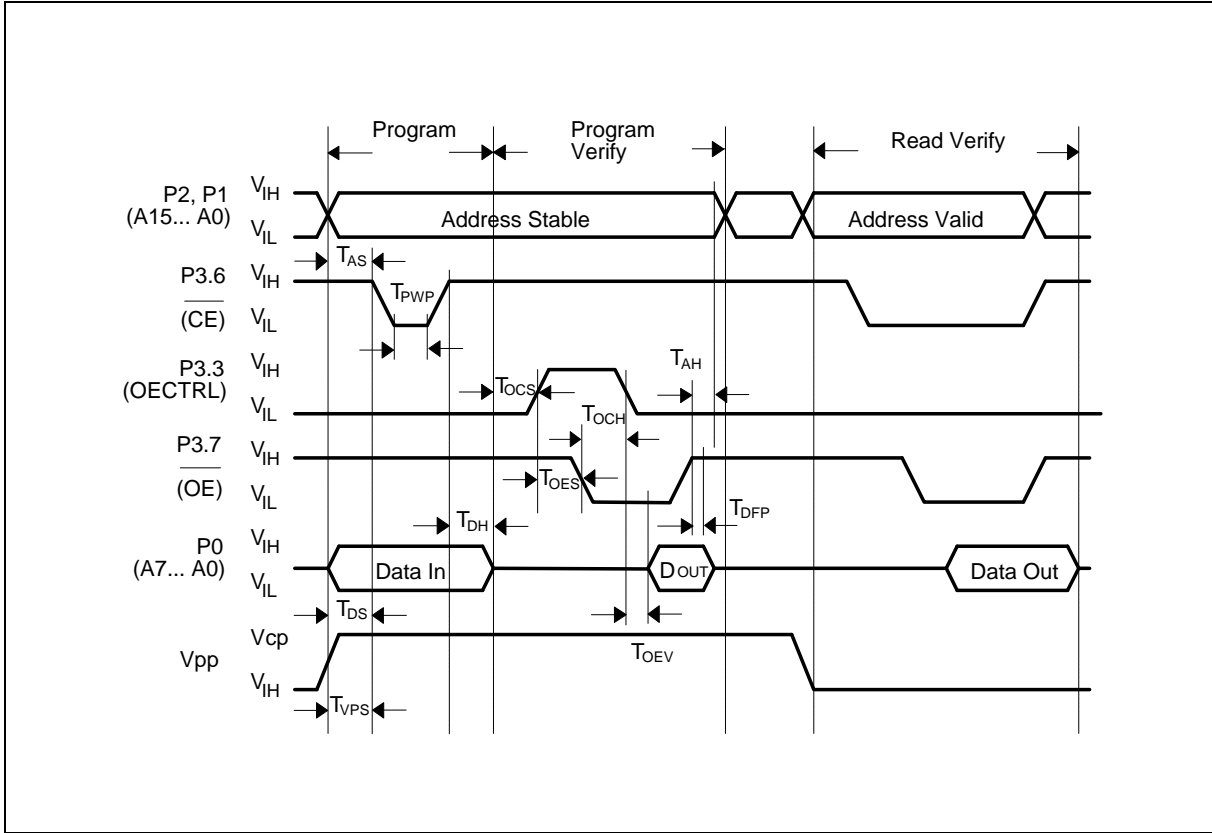 Program
Program
Verify
Read Verify
P2, P1
(A15... A0)
VIH
VIL
Address Stable
Address Valid
TAS
P3.6
(CE)
VIH
VIL
TPWP
P3.3
(OECTRL)
VIH
VIL
TOCS
TOCH
TAH
P3.7
(OE)
VIH
VIL
TOES
TDH
TDFP
P0
(A7... A0)
VIH
VIL
Data In
DOUT
Data Out
TDS
TOEV
Vpp
Vcp
VIH
TVPS